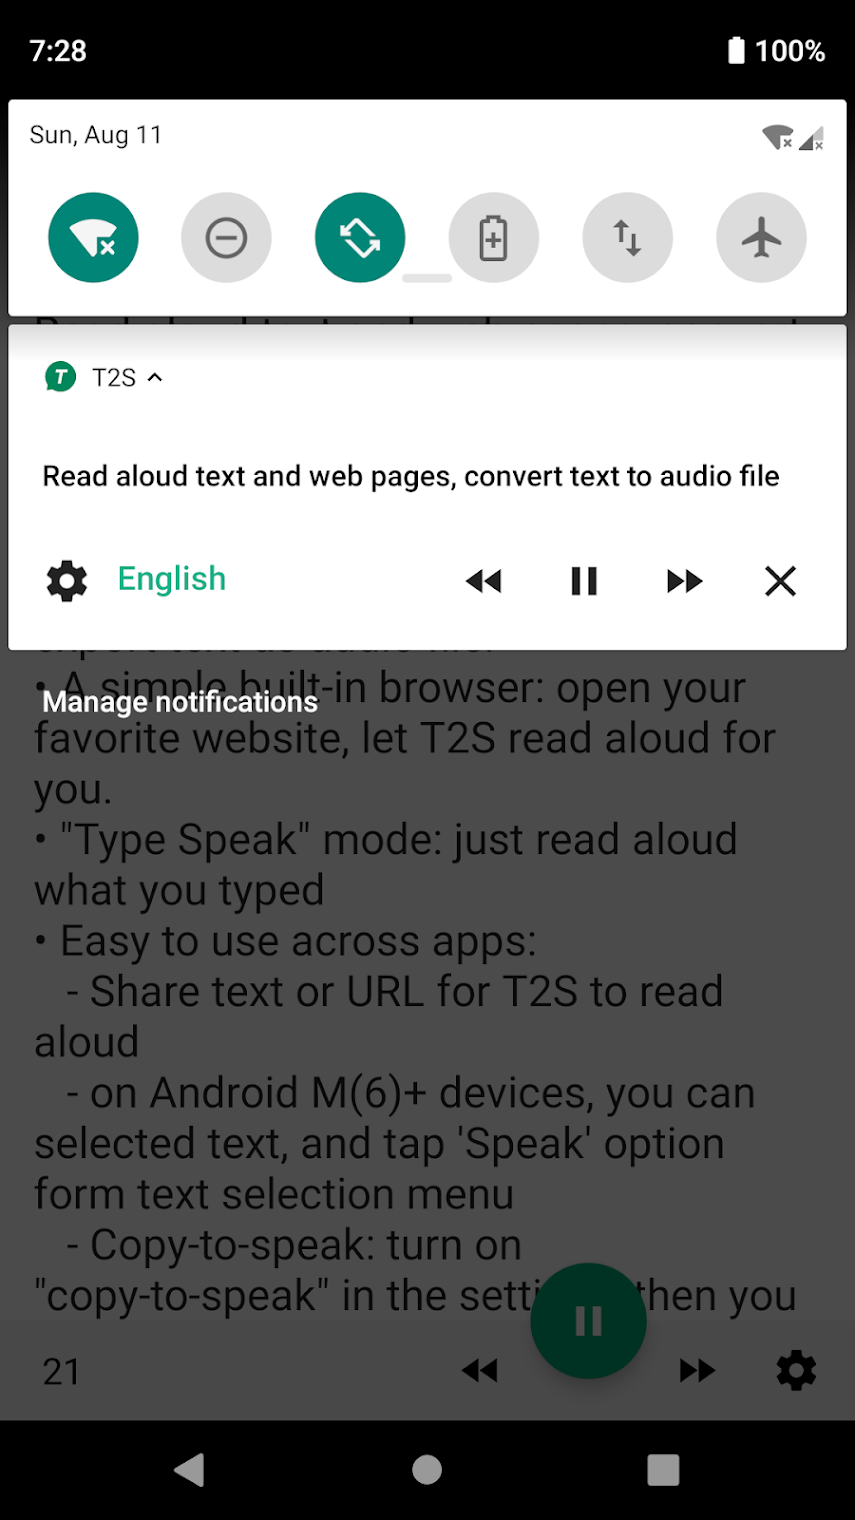 7:28
100%
Sun, Aug 11
T2S
Read aloud text and web pages, convert text to audio file
English
• A simple built-in browser: open your
Manage notifications
favorite website, let T2S read aloud for
you.
• "Type Speak" mode: just read aloud
what you typed
• Easy to use across apps:
- Share text or URL for T2S to read
aloud
- on Android M(6)+ devices, you can
selected text, and tap 'Speak' option
form text selection menu
- Copy-to-speak: turn on
"copy-to-speak" in the then you
21